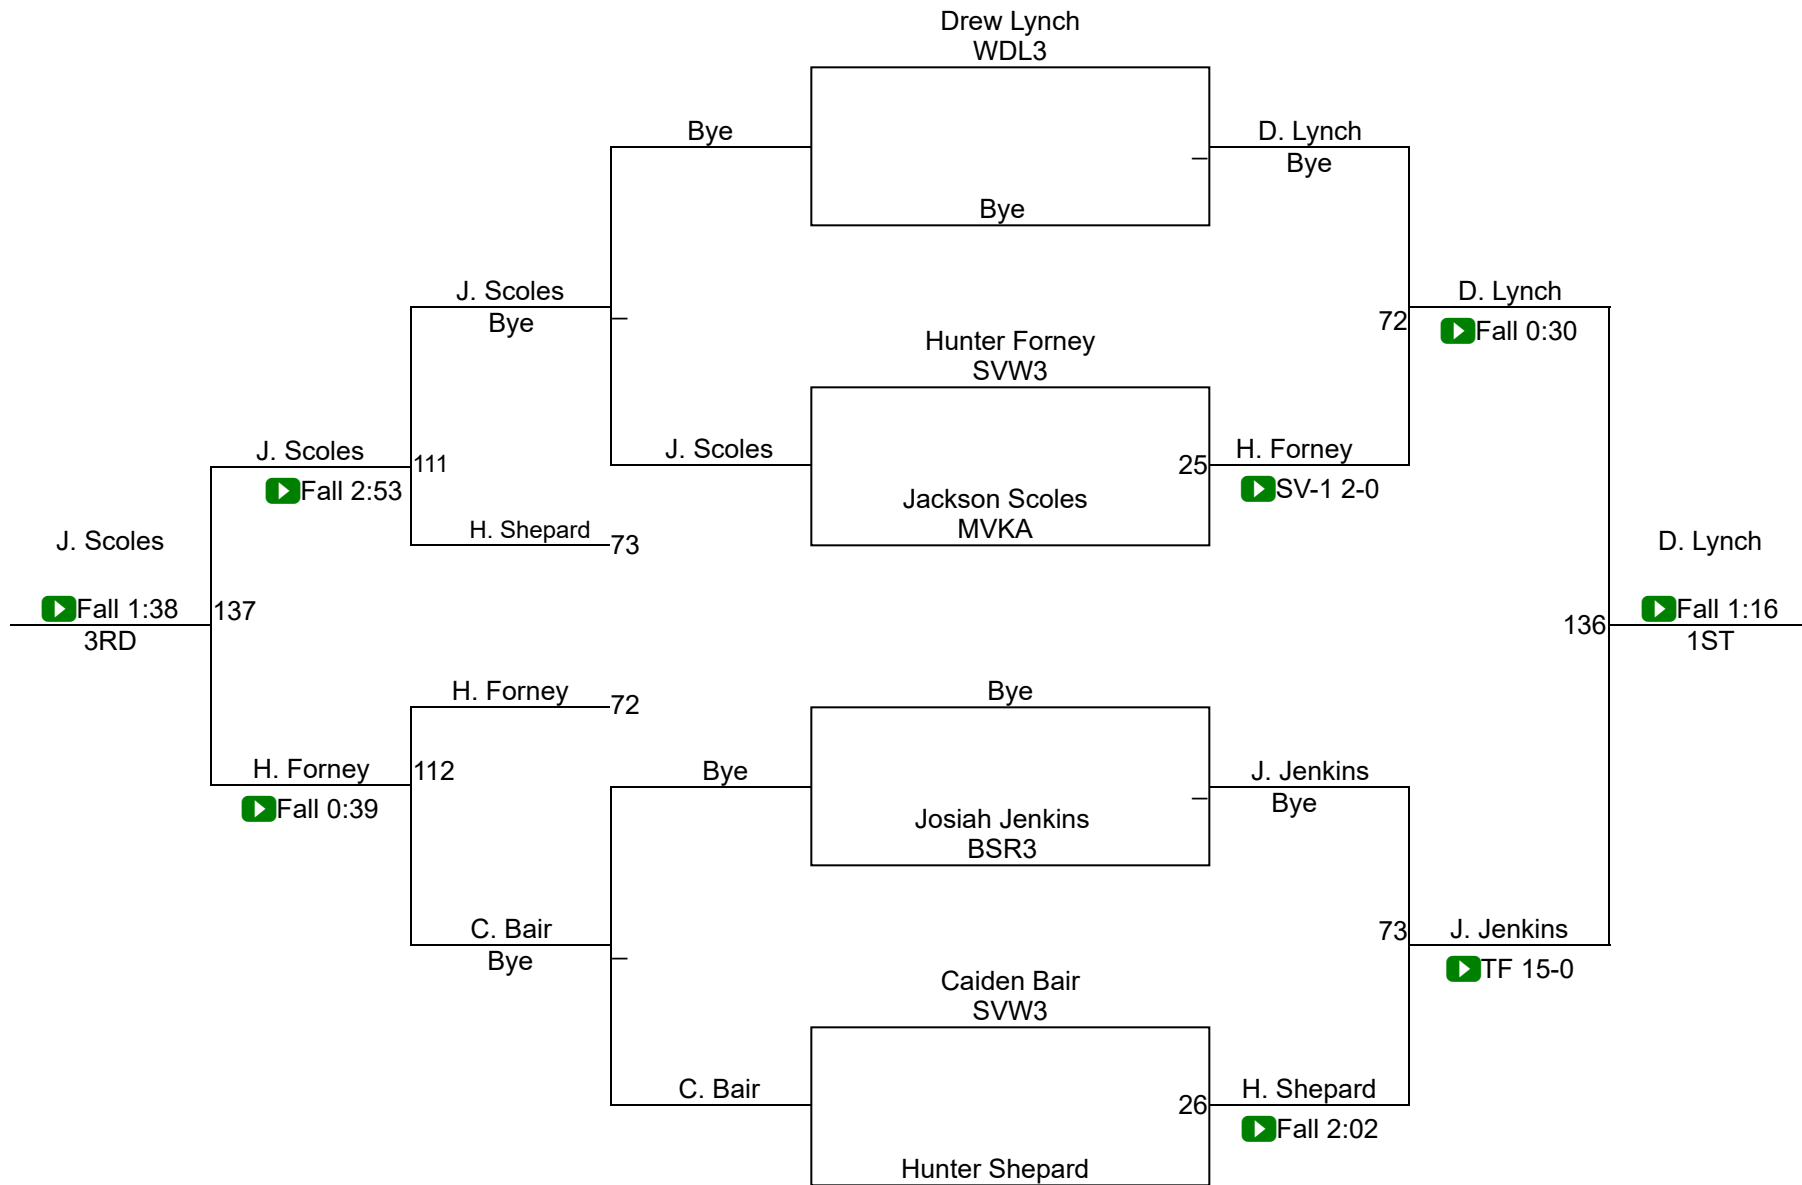 Drew Lynch
WDL3
Bye
D. Lynch
Bye
Bye
J. Scoles
Bye
D. Lynch
72
Fall 0:30
Hunter Forney
SVW3
J. Scoles
111
Fall 2:53
J. Scoles
25
H. Forney
SV-1 2-0
Jackson Scoles
MVKA
H. Shepard
73
J. Scoles
Fall 1:38
137
3RD
D. Lynch
136
Fall 1:16
1ST
H. Forney
72
Bye
H. Forney
112
Fall 0:39
Bye
J. Jenkins
Bye
Josiah Jenkins
BSR3
C. Bair
Bye
73
J. Jenkins
TF 15-0
Caiden Bair
SVW3
C. Bair
26
H. Shepard
Fall 2:02
Hunter Shepard